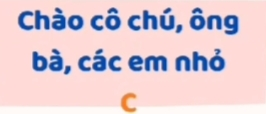 Chào cô chú, ông
bà, các em nhỏ
C